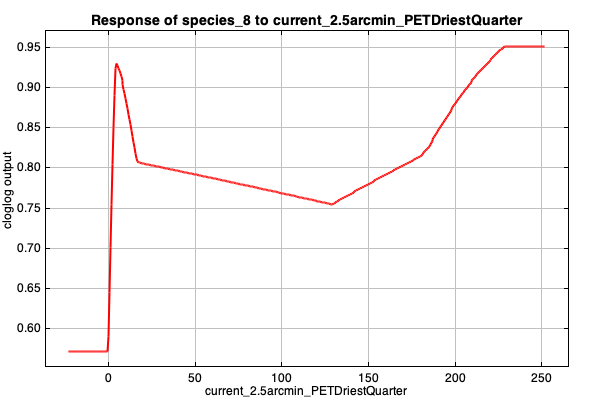 Response of species_8 to current_2.5arcmin_PETDriestQuarter
cloglog output
0.95
0.90
0.85
0.80
0.75
0.70
0.65
0.60
0 50 100 150 200 250
current_2.5arcmin_PETDriestQuarter